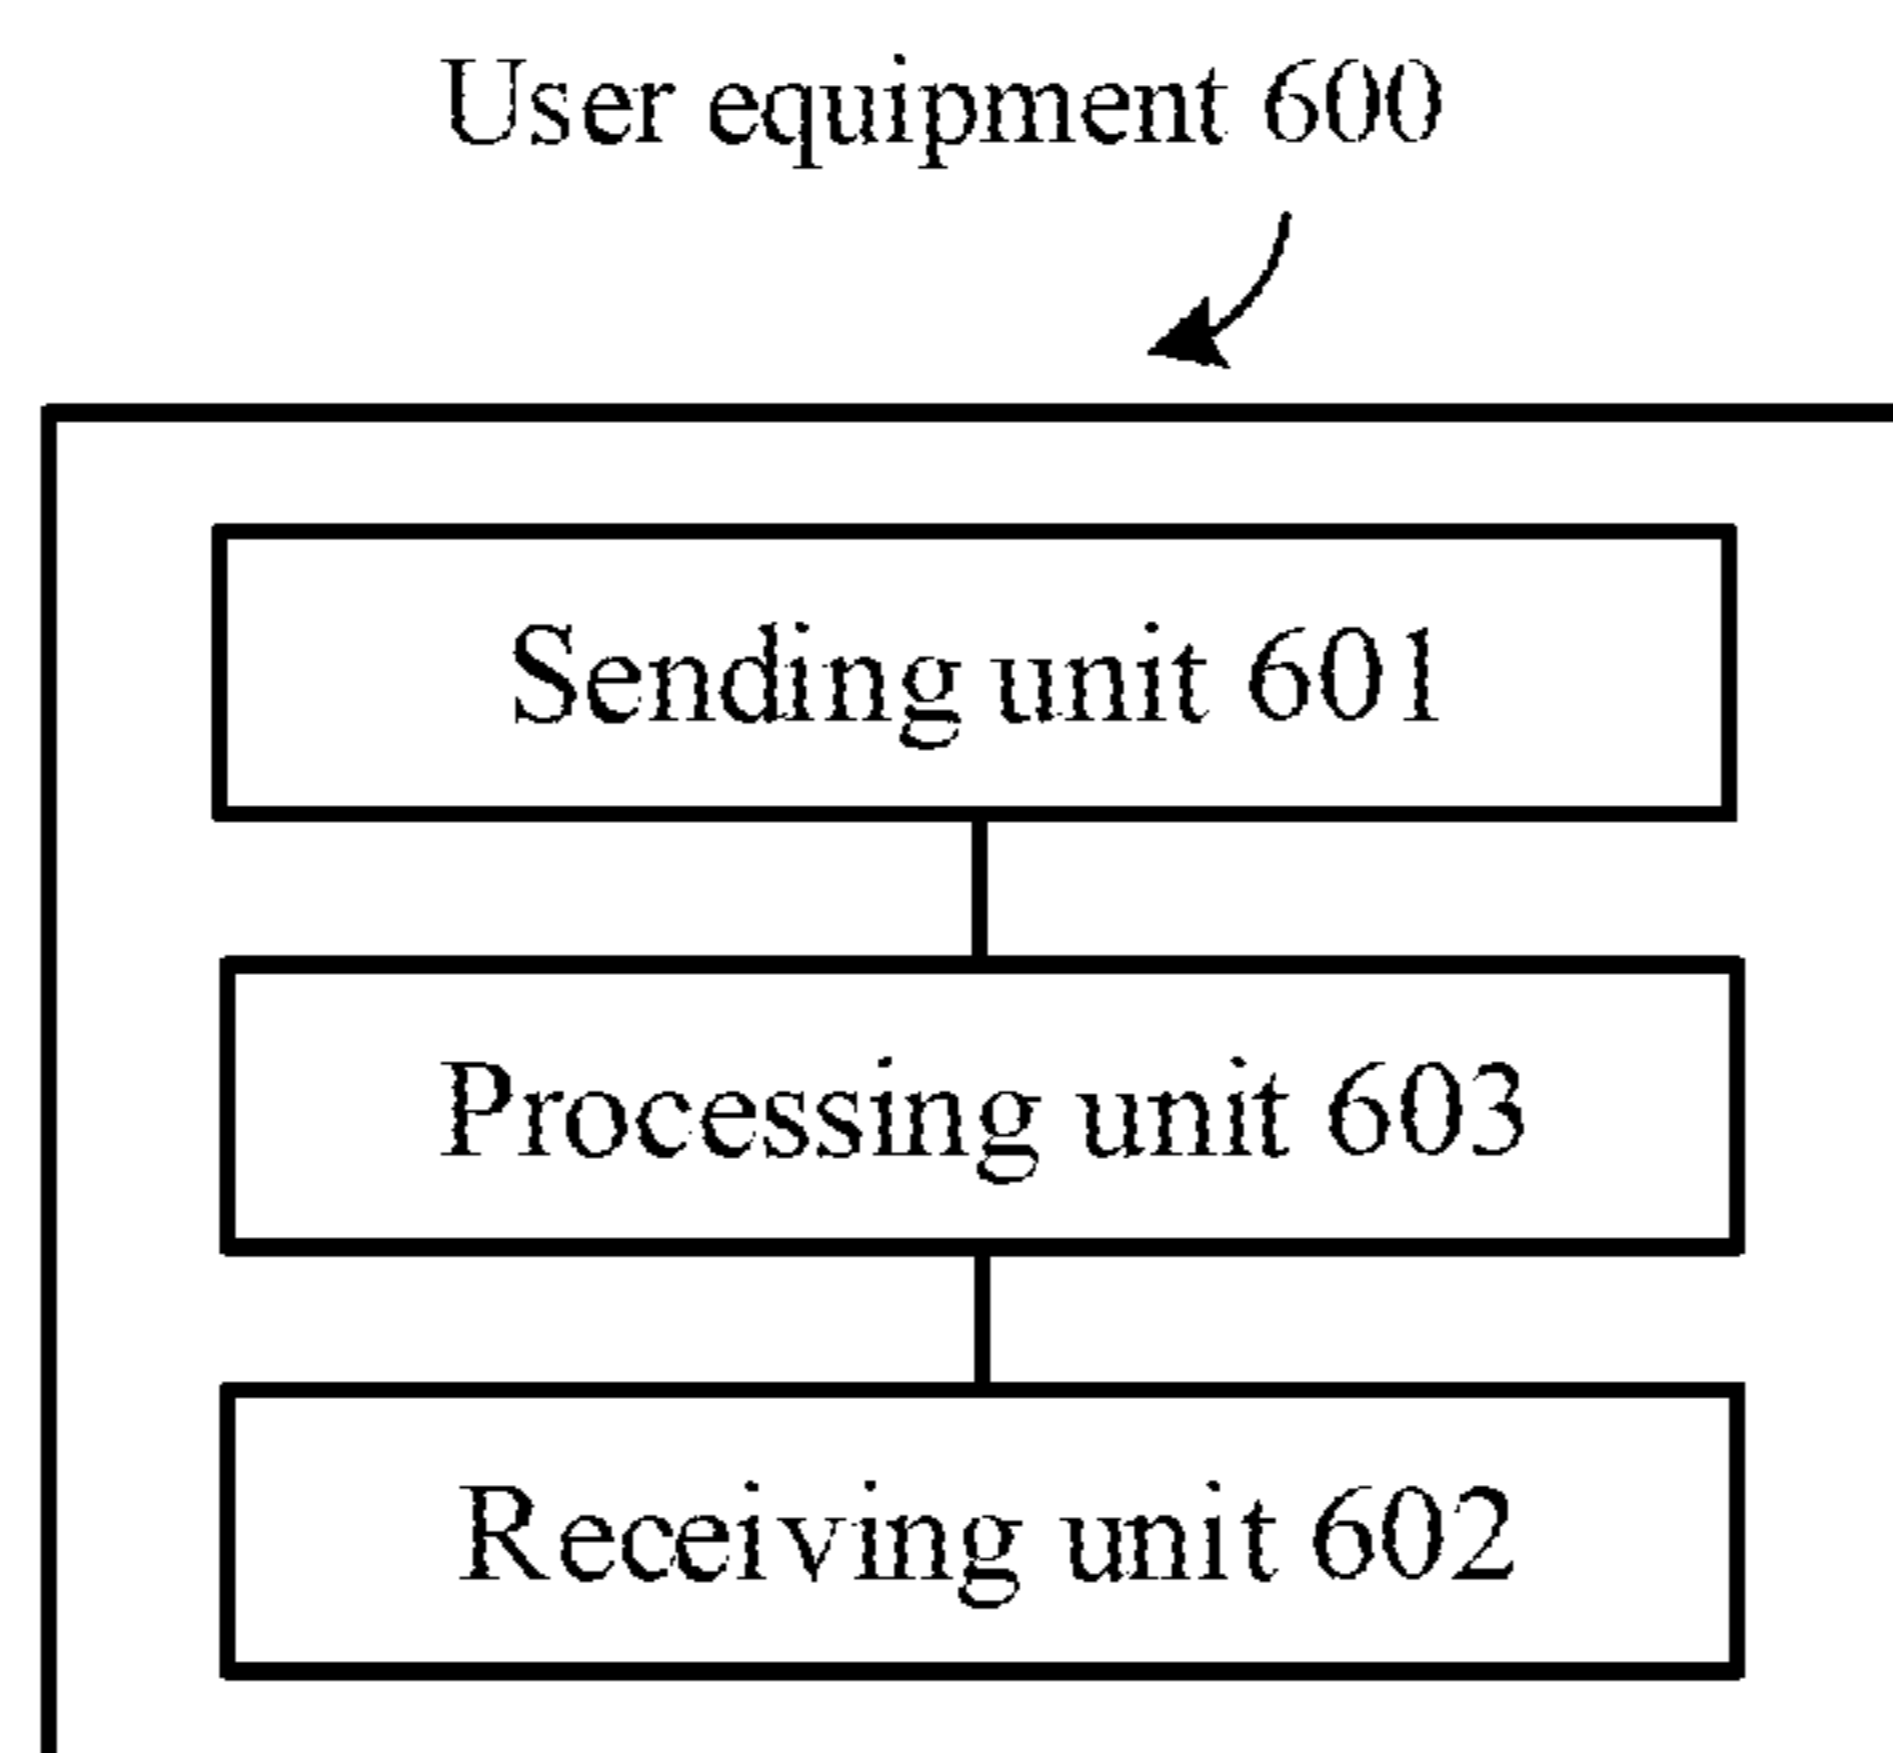 User equipment 600
Sending unit 601
Processing unit 603
Receiving unit 602